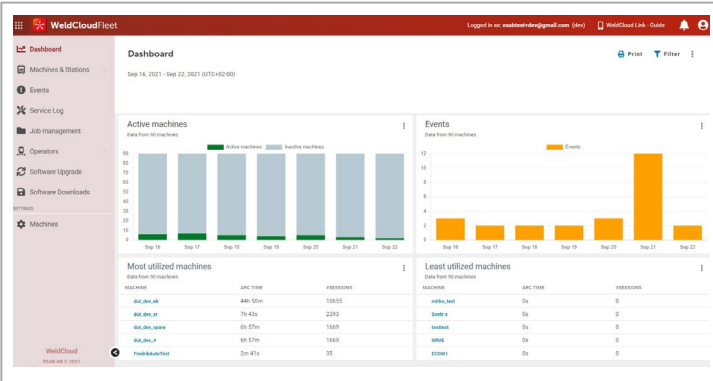 WeldCloudFleet
Logged in as: esabtest+dev@gmail.com (dev)
WeldCloud Link - Guide
Dashboard
Machines & Stations
Events
Service Log
Job management
Operators
Software Upgrade
Software Downloads
SETTINGS
Machines
WeldCloud
ESAB AB © 2021
Dashboard
Print
Filter
Sep 16, 2021 - Sep 22, 2021 (UTC+02:00)
Active machines
Data from 90 machines
Active machines
Inactive machines
90
80
70
60
50
40
30
20
10
0
Sep 16 Sep 17 Sep 18 Sep 19 Sep 20 Sep 21 Sep 22
Events
Data from 90 machines
Events
12
10
8
6
4
2
0
Sep 16 Sep 17 Sep 18 Sep 19 Sep 20 Sep 21 Sep 22
Most utilized machines
Data from 90 machines
MACHINE ARC TIME #SESSIONS
dut_dev_ek 44h 50m 10655
dut_dev_sr 7h 43s 2293
dut_dev_spare 6h 57m 1669
dut_dev_4 6h 57m 1669
FredrikAutoTest 2m 41s 35
Least utilized machines
Data from 90 machines
MACHINE ARC TIME #SESSIONS
mirko_test 0s 0
Svett-s 0s 0
testtest 0s 0
GRUE 0s 0
ECOW1 0s 0